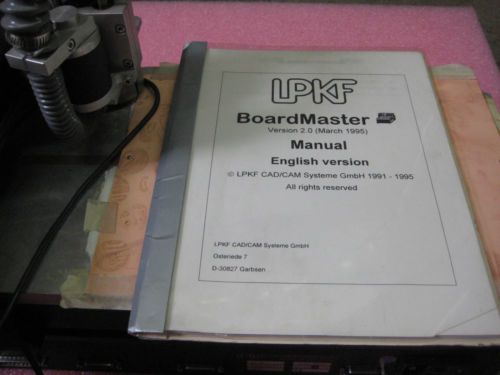 LPKF
BoardMaster
Version 2.0 (March 1995)
Manual
English version
© LPKF CAD/CAM Systeme GmbH 1991 - 1995
All rights reserved
LPKF CAD/CAM Systeme GmbH
Osteriede 7
D-30827 Garbsen